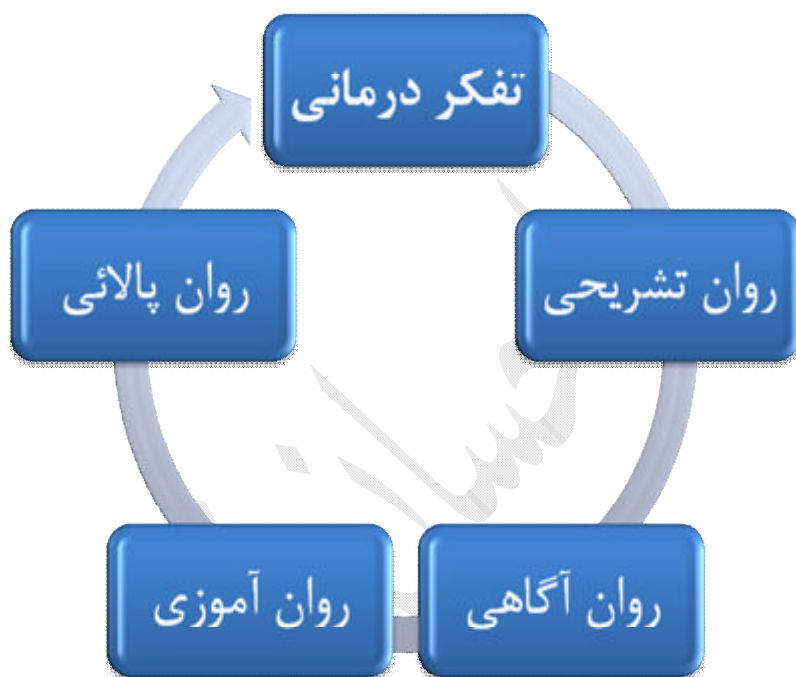 تفکر درمانی
روان تشریحی
روان آگاهی
روان آموزی
روان پالائی